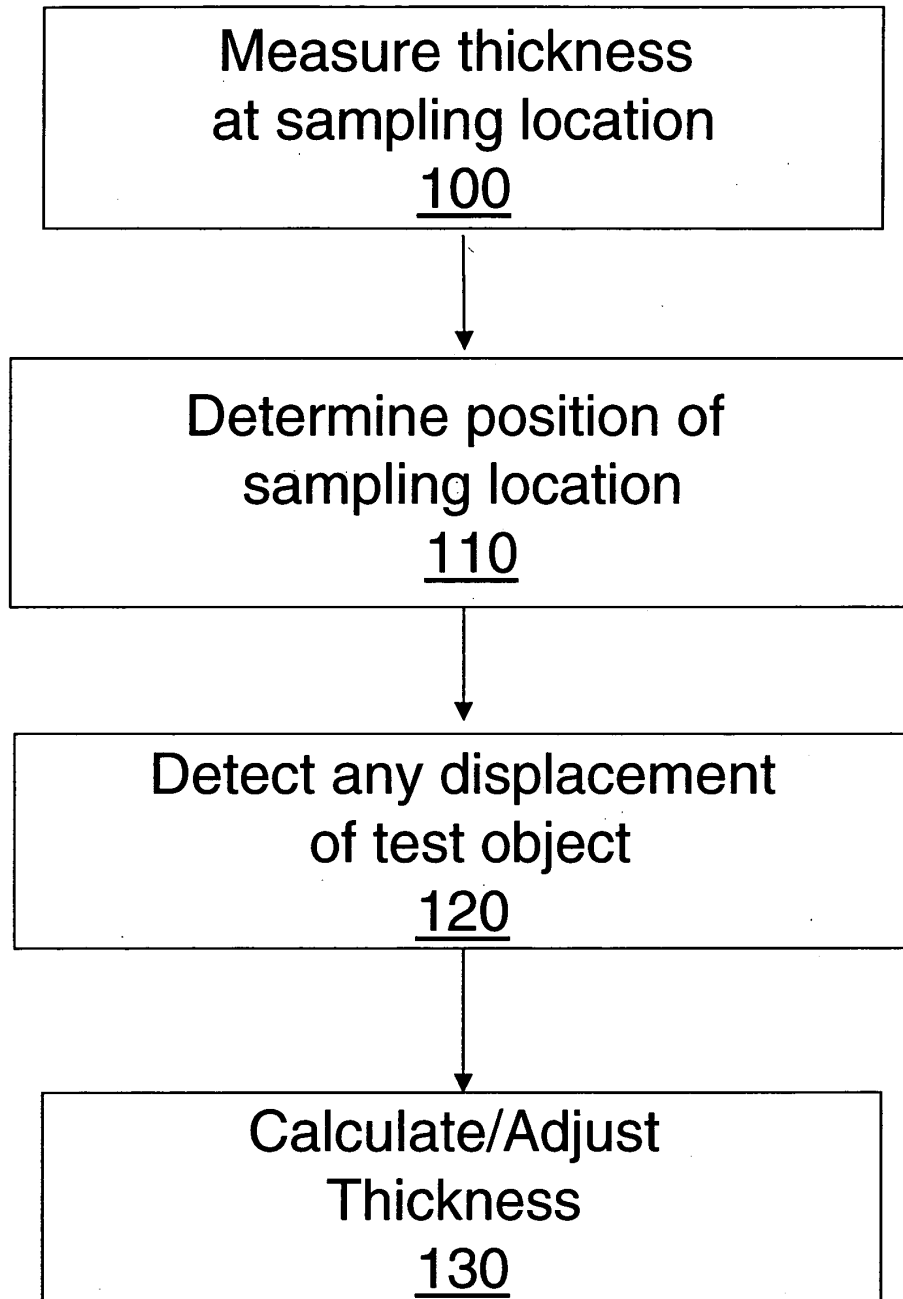 Measure thickness
at sampling location
100
Determine position of
sampling location
110
Detect any displacement
of test object
120
Calculate/Adjust
Thickness
130